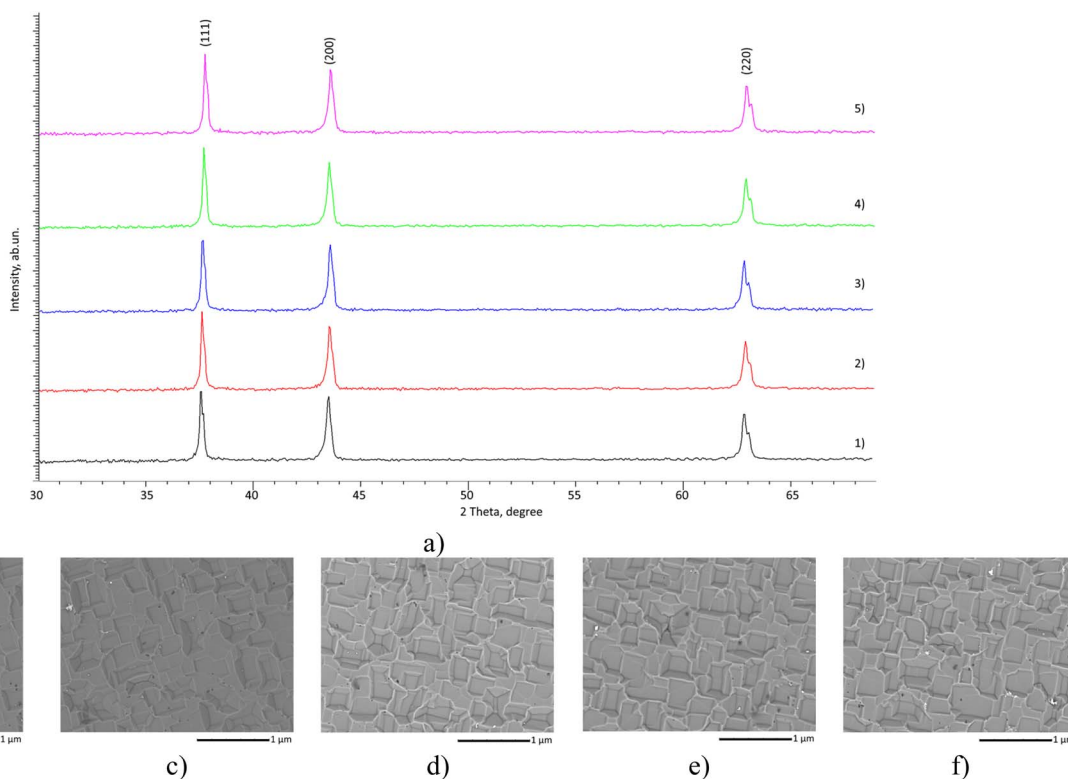 (111)
(200)
(220)
5)
4)
3)
2)
1)
Intensity, ab.un.
30 35 40 45 50 55 60 65
2 Theta, degree
a)
1 µm 1 µm 1 µm 1 µm 1 µm
c) d) e) f)